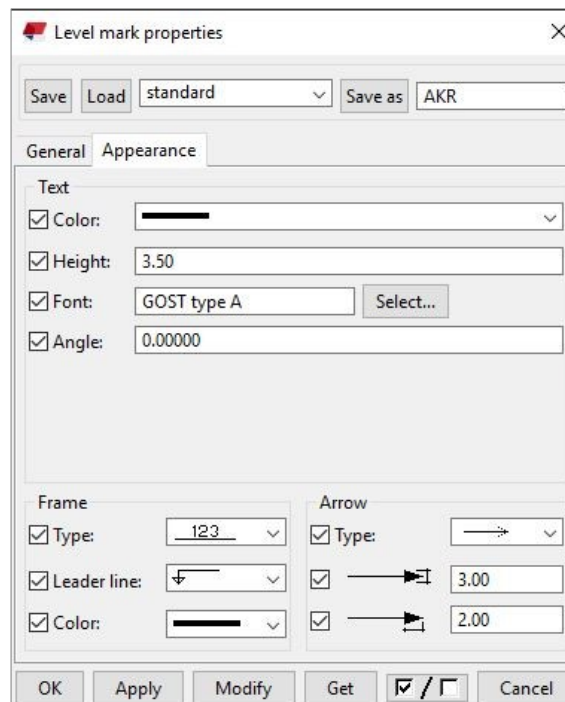 Level mark properties
Save Load standard Save as AKR
General Appearance
Text
Color:
Height: 3.50
Font: GOST type A Select...
Angle: 0.00000
Frame Arrow
Type: 123 Type:
Leader line: 3.00
Color: 2.00
OK Apply Modify Get / Cancel